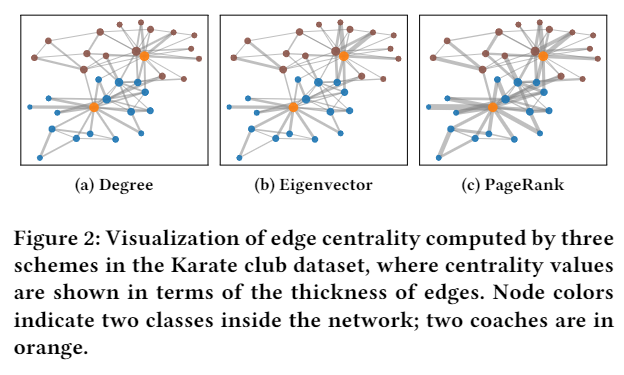 (a) Degree
(b) Eigenvector
(c) PageRank
Figure 2: Visualization of edge centrality computed by three
schemes in the Karate club dataset, where centrality values
are shown in terms of the thickness of edges. Node colors
indicate two classes inside the network; two coaches are in
orange.